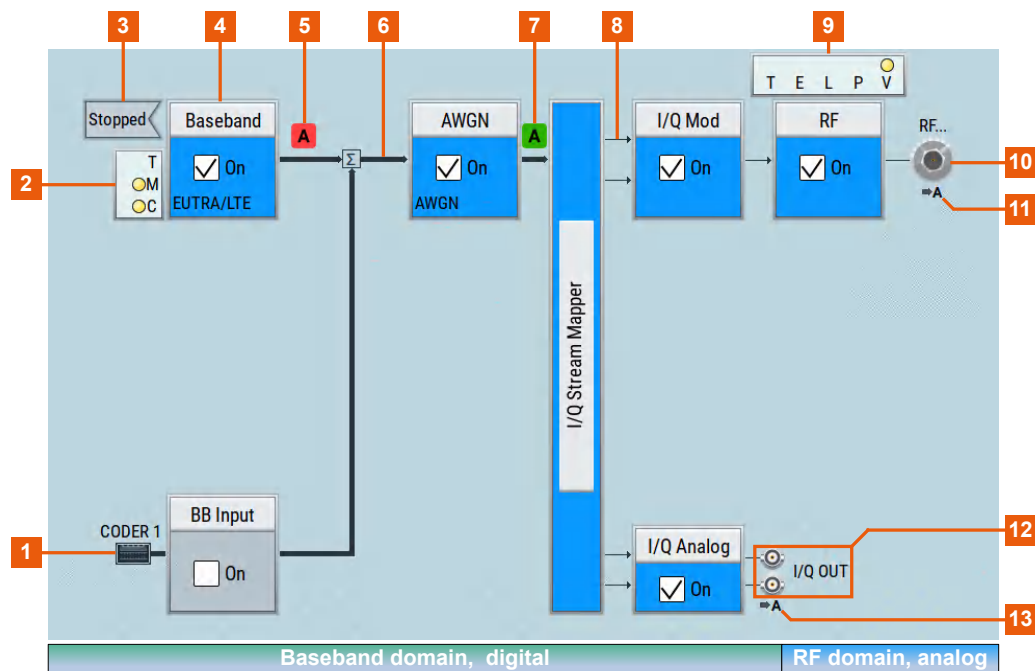 3
4
5
6
7
8
9
T E L P V
Stopped
Baseband
On
EUTRA/LTE
A
Σ
AWGN
On
AWGN
A
I/Q Stream Mapper
I/Q Mod
On
RF
On
RF...
10
➡A
11
2
T
M
C
1
CODER 1
BB Input
On
I/Q Analog
On
I/Q OUT
12
➡A
13
Baseband domain, digital
RF domain, analog